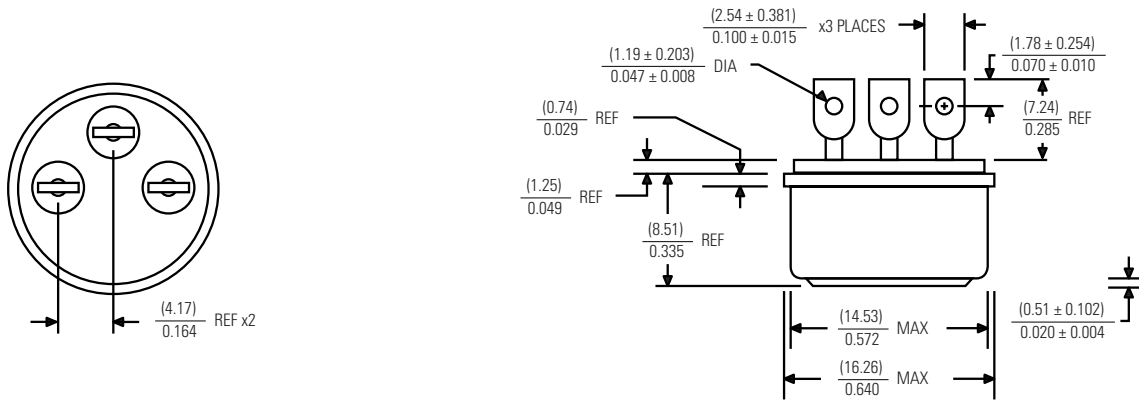 (2.54 ± 0.381)
0.100 ± 0.015
x3 PLACES
(1.19 ± 0.203)
0.047 ± 0.008
DIA
(1.78 ± 0.254)
0.070 ± 0.010
(0.74)
0.029
REF
(7.24)
0.285
REF
(1.25)
0.049
REF
(8.51)
0.335
REF
(4.17)
0.164
REF x2
(14.53)
0.572
MAX
(0.51 ± 0.102)
0.020 ± 0.004
(16.26)
0.640
MAX